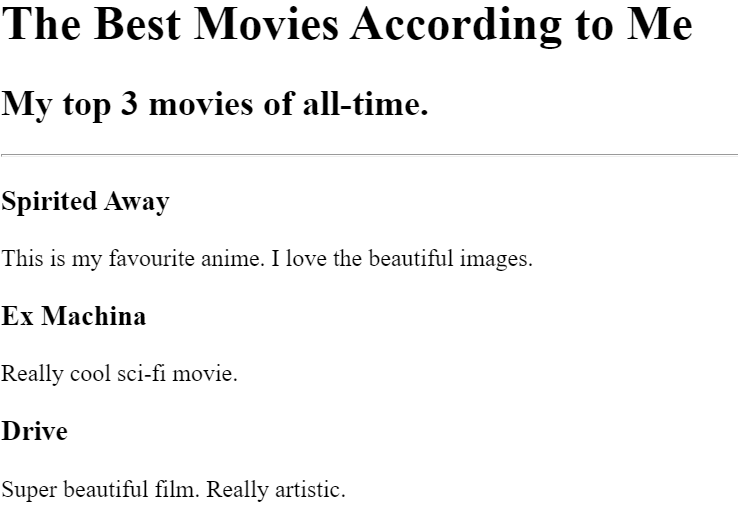 The Best Movies According to Me
My top 3 movies of all-time.
Spirited Away
This is my favourite anime. I love the beautiful images.
Ex Machina
Really cool sci-fi movie.
Drive
Super beautiful film. Really artistic.